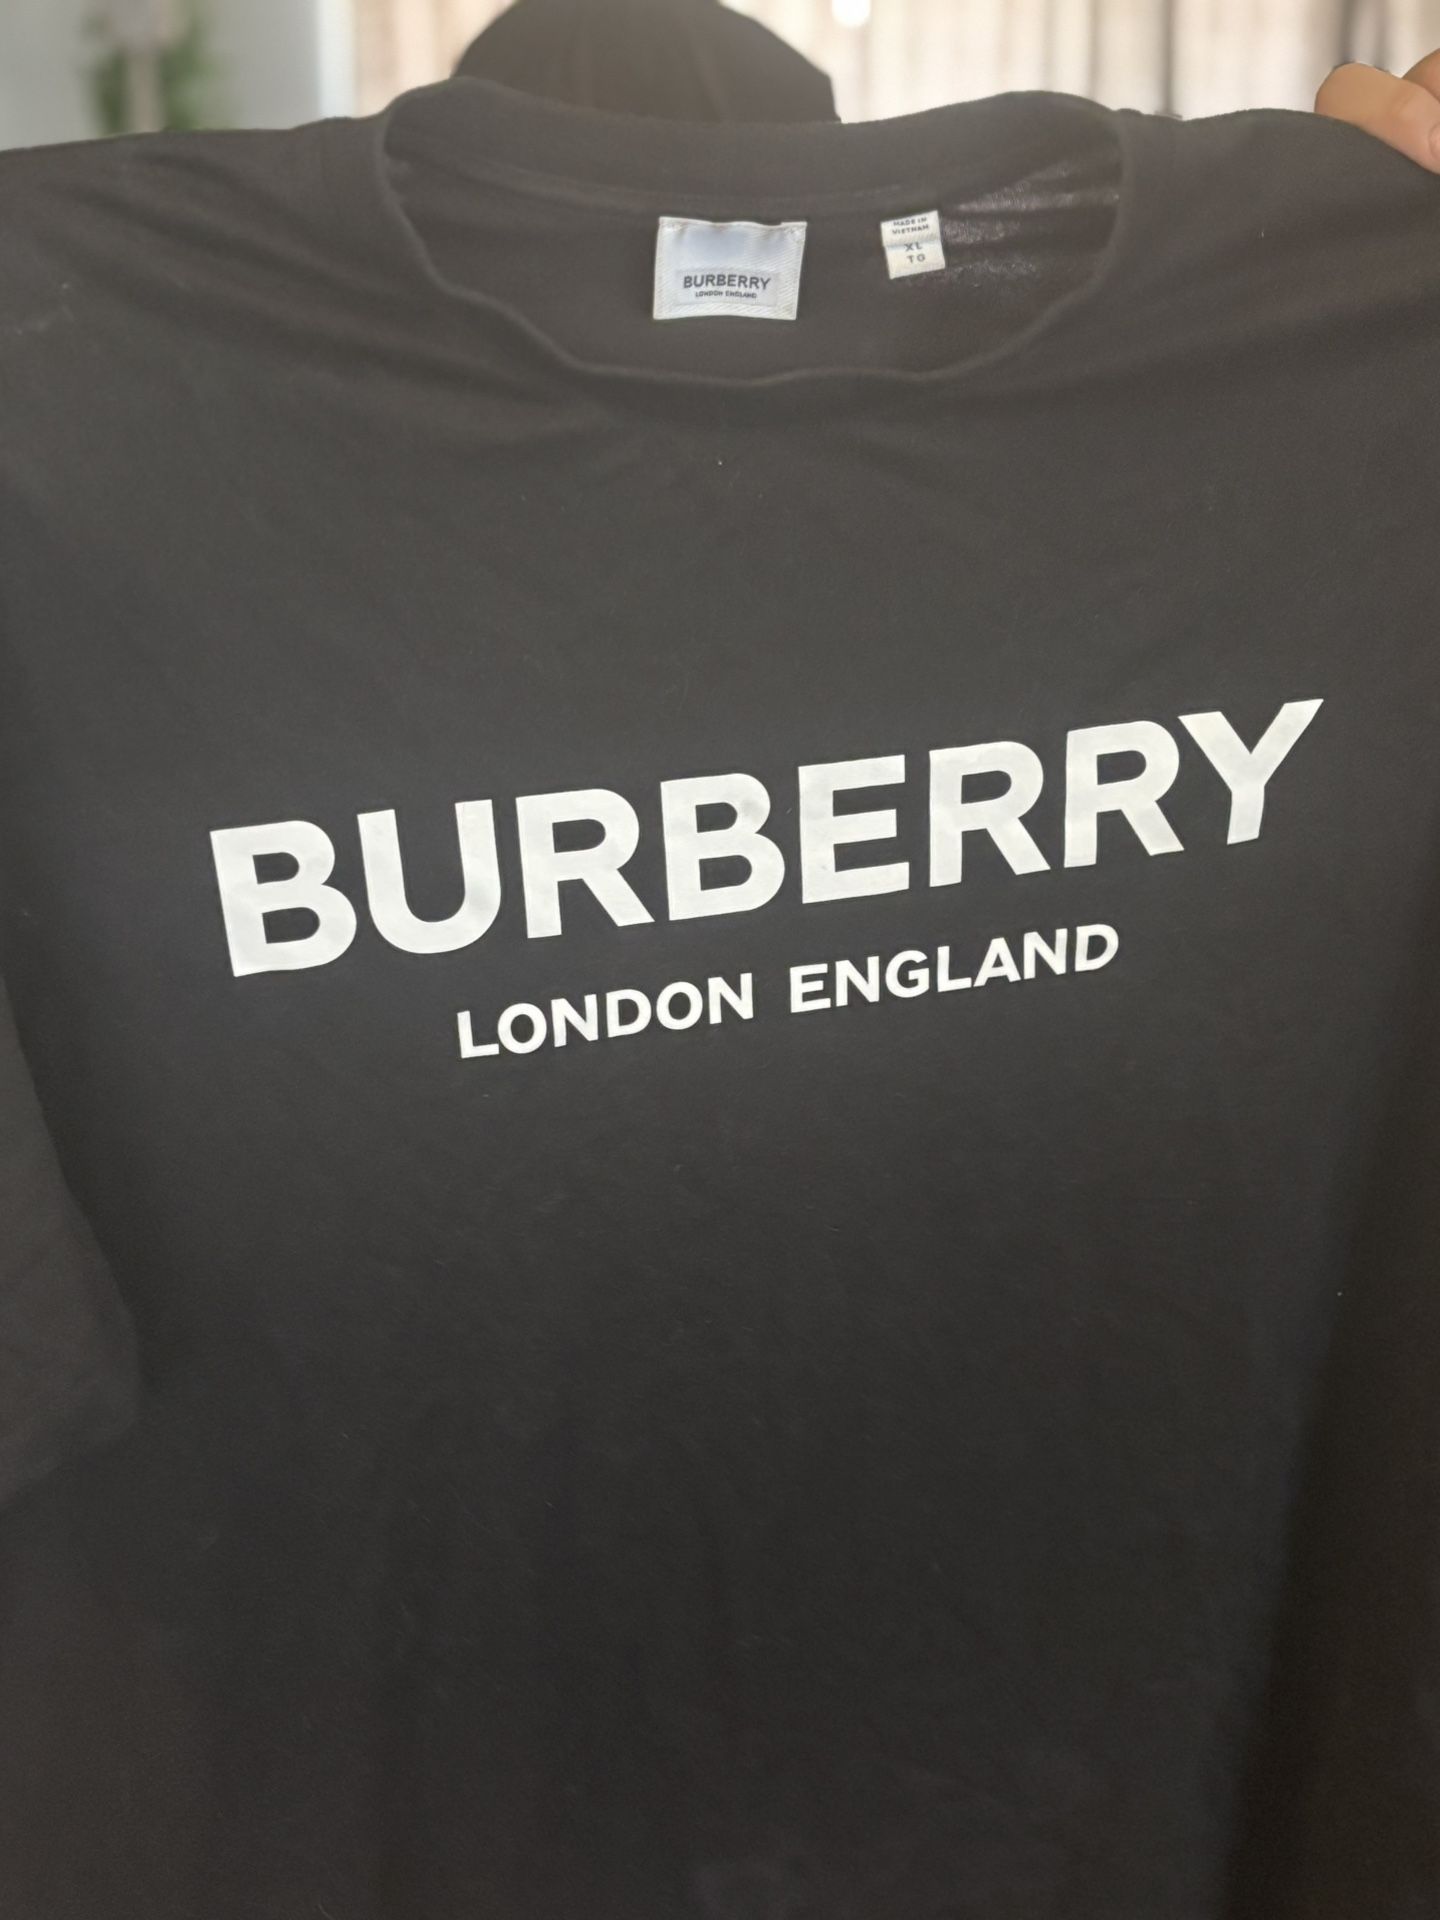 BURBERRY
LONDON ENGLAND
MADE IN
VIETNAM
XL
TG
BURBERRY
LONDON ENGLAND